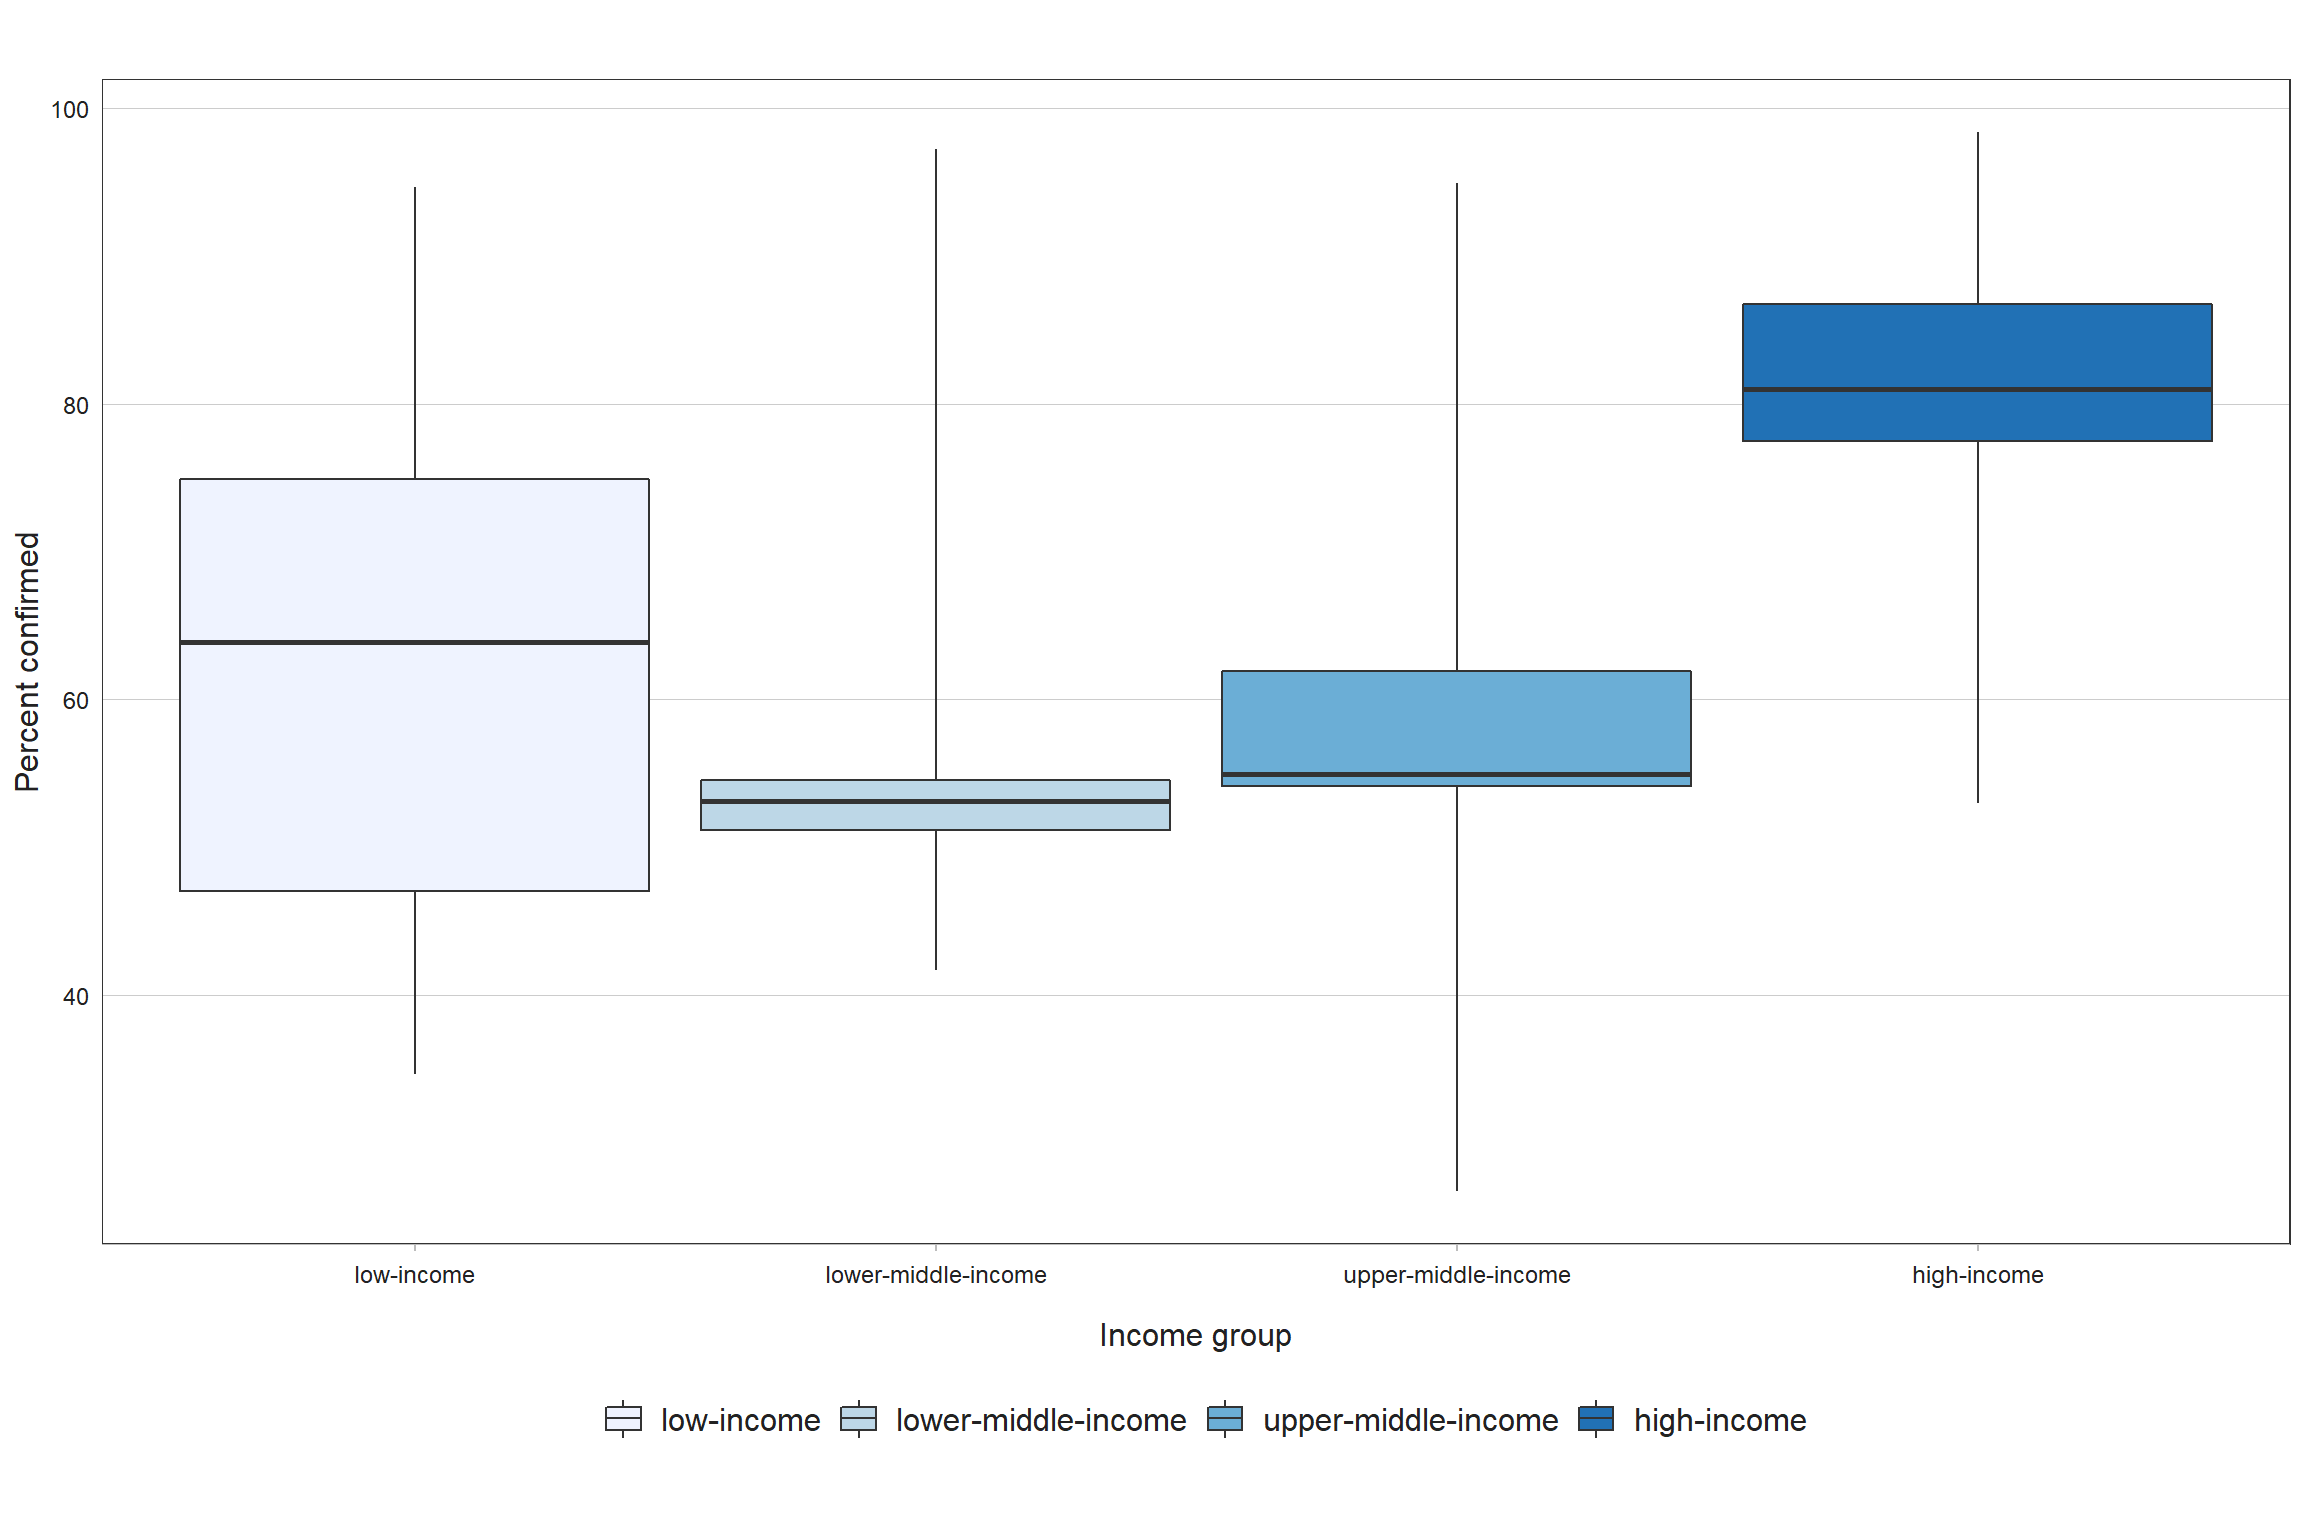 100
80
60
40
Percent confirmed
low-income lower-middle-income upper-middle-income high-income
Income group
low-income lower-middle-income upper-middle-income high-income